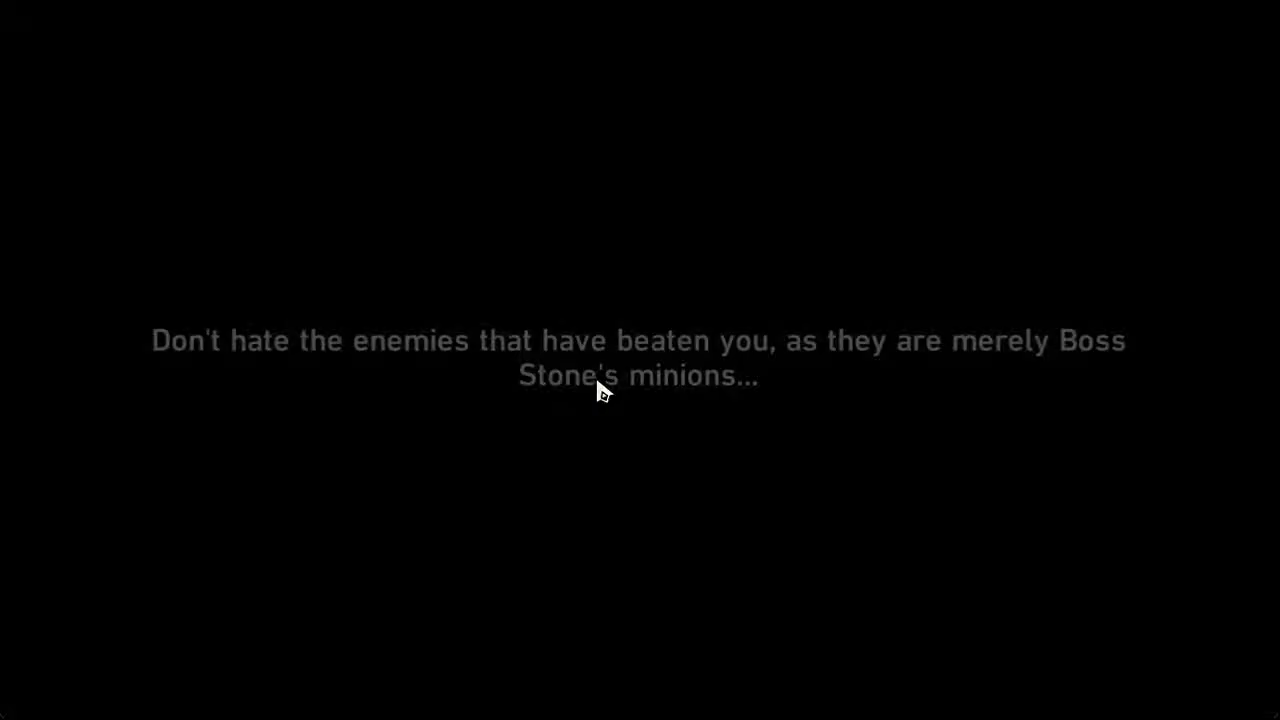 Don't hate the enemies that have beaten you, as they are merely Boss
Stone's minions...